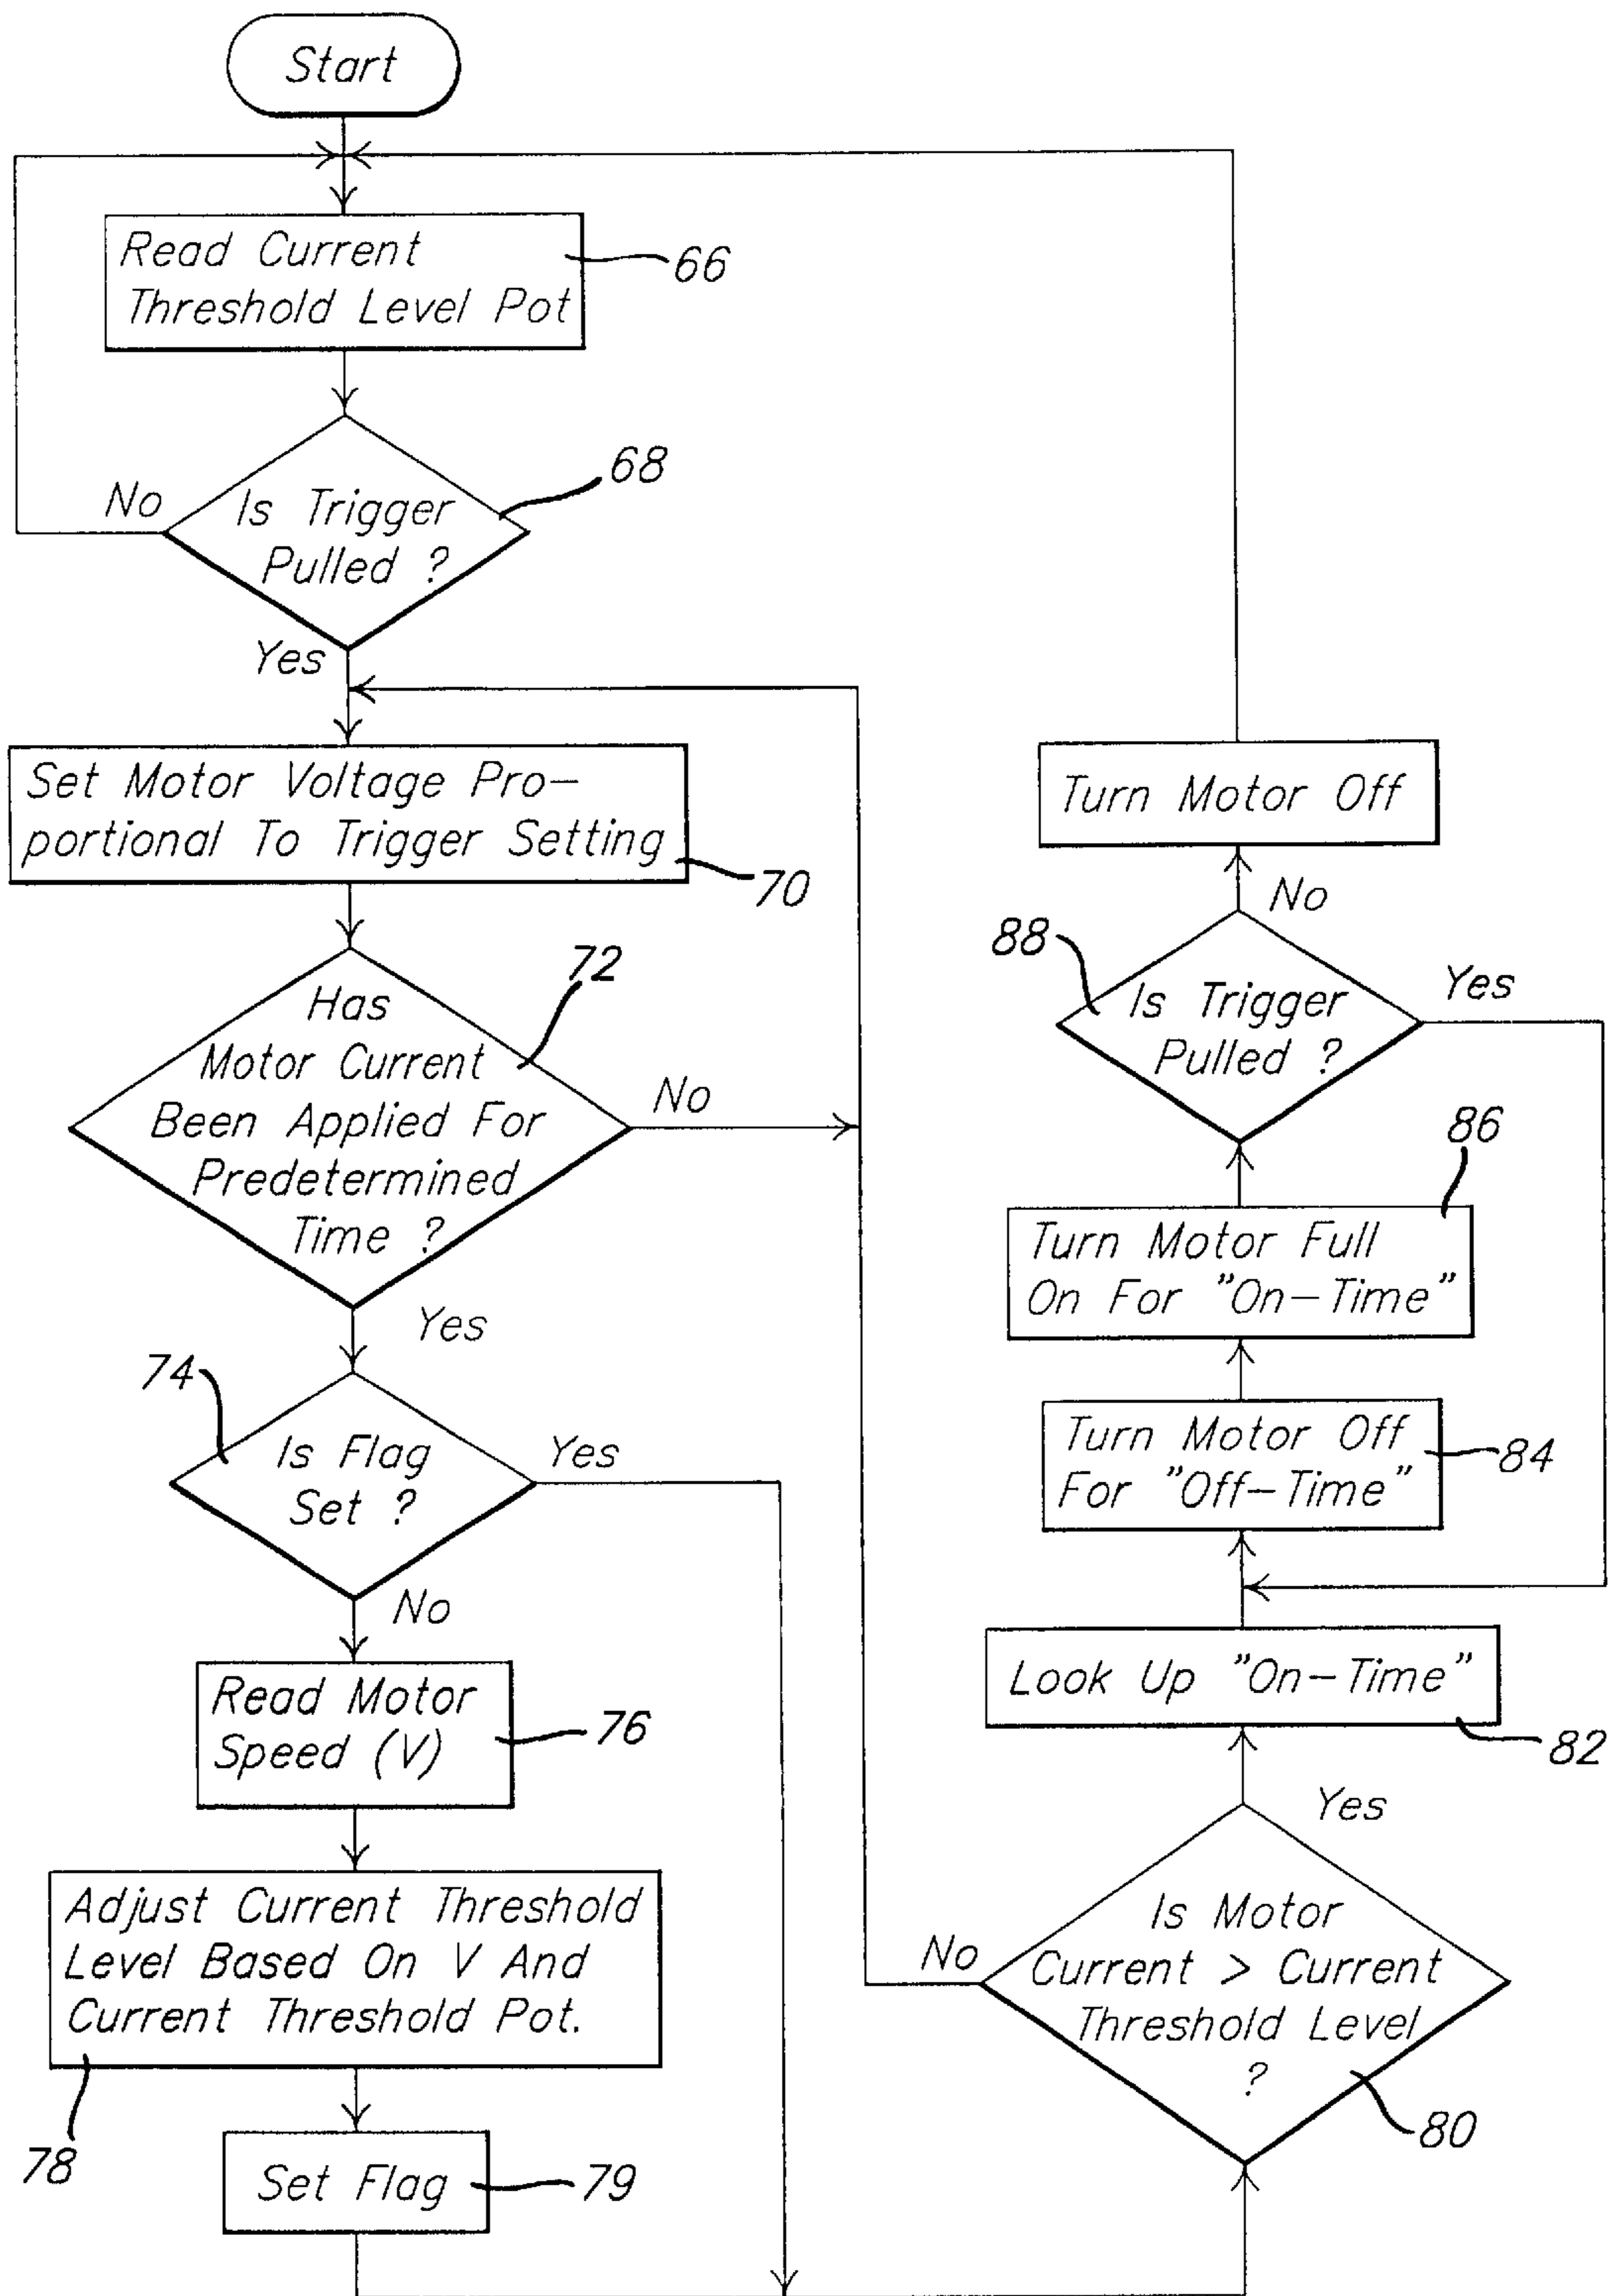 Start
Read Current
Threshold Level Pot
66
68
No
Is Trigger
Pulled ?
Yes
Set Motor Voltage Pro-
portional To Trigger Setting
70
72
Has
Motor Current
Been Applied For
Predetermined
Time ?
No
Yes
74
Is Flag
Set ?
Yes
No
Read Motor
Speed (V)
76
Adjust Current Threshold
Level Based On V And
Current Threshold Pot.
78
Set Flag
79
Turn Motor Off
No
88
Is Trigger
Pulled ?
Yes
86
Turn Motor Full
On For "On-Time"
Turn Motor Off
For "Off-Time"
84
Look Up "On-Time"
82
Yes
No
Is Motor
Current > Current
Threshold Level
?
80